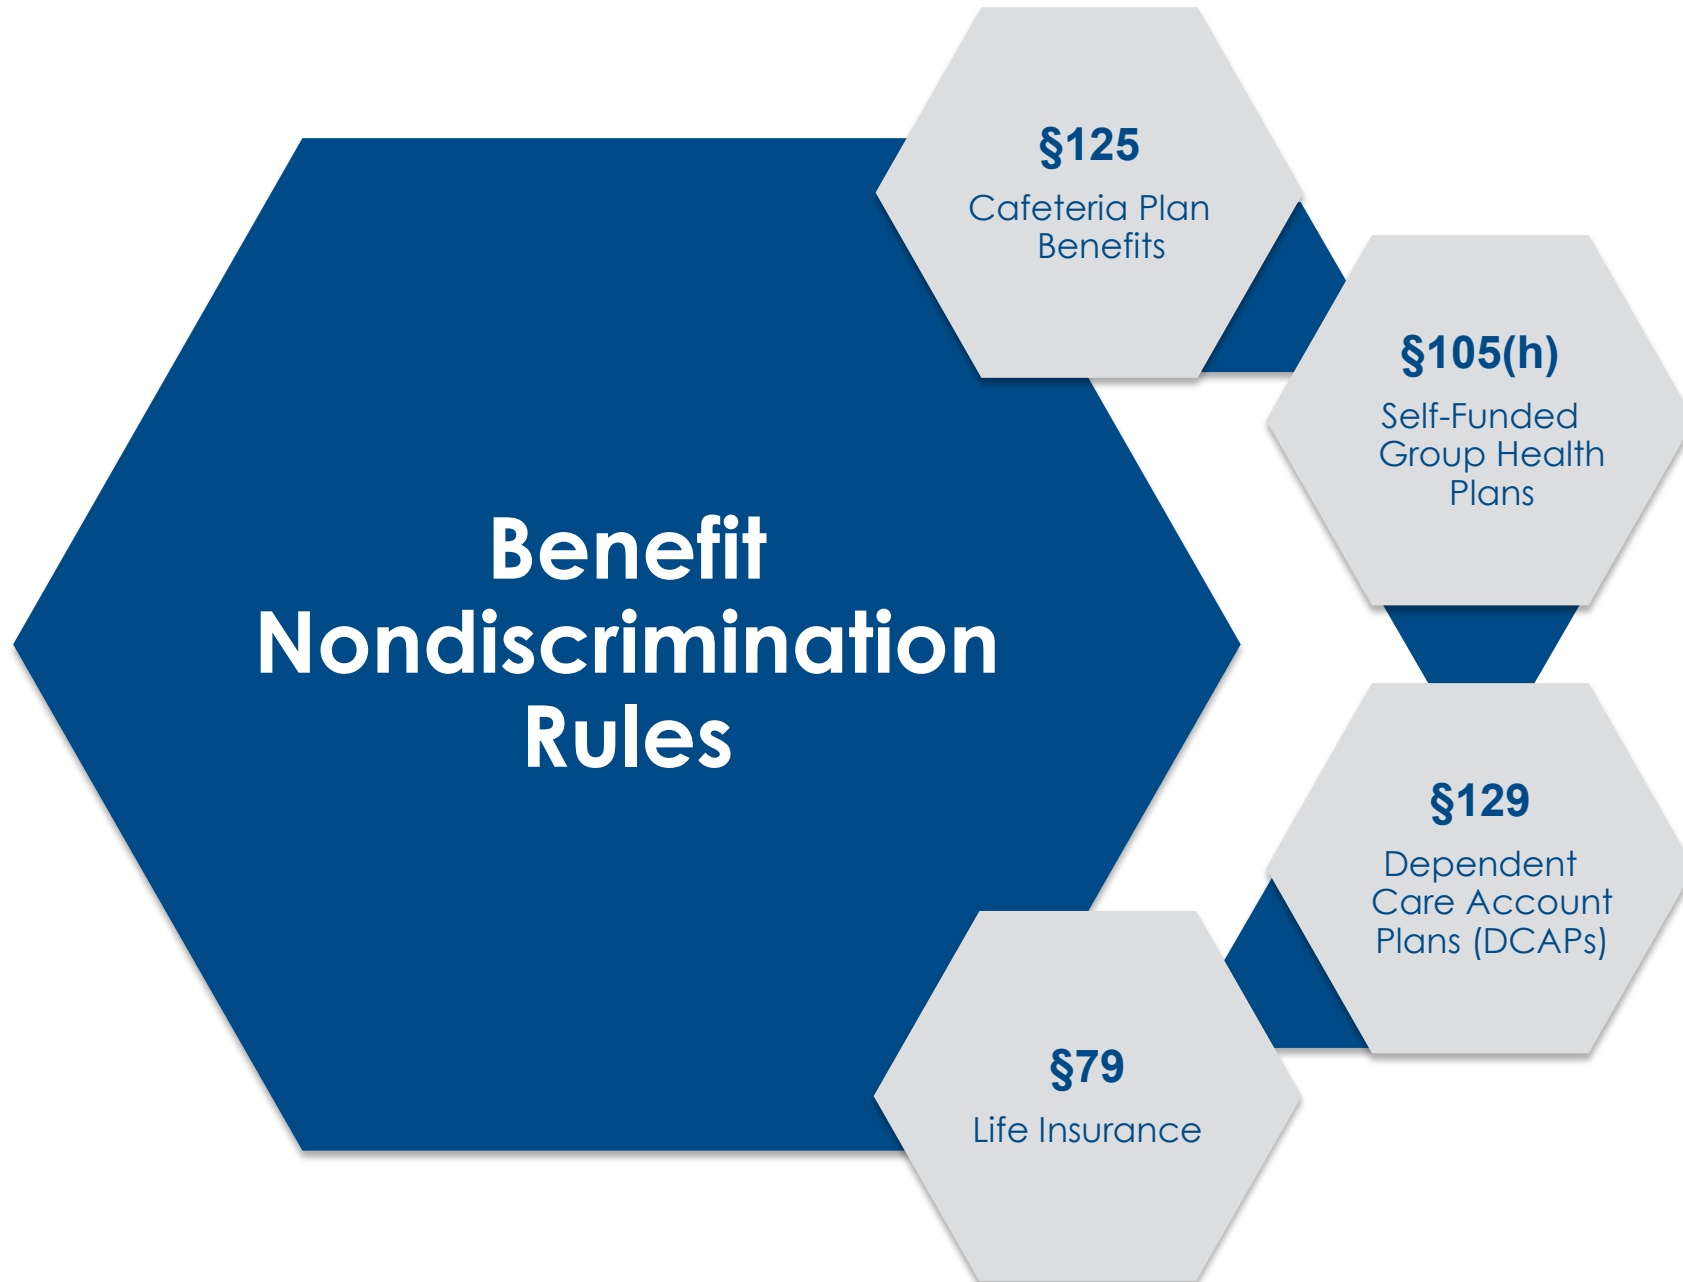 Benefit
Nondiscrimination
Rules
§125
Cafeteria Plan
Benefits
§105(h)
Self-Funded
Group Health
Plans
§129
Dependent
Care Account
Plans (DCAPs)
§79
Life Insurance